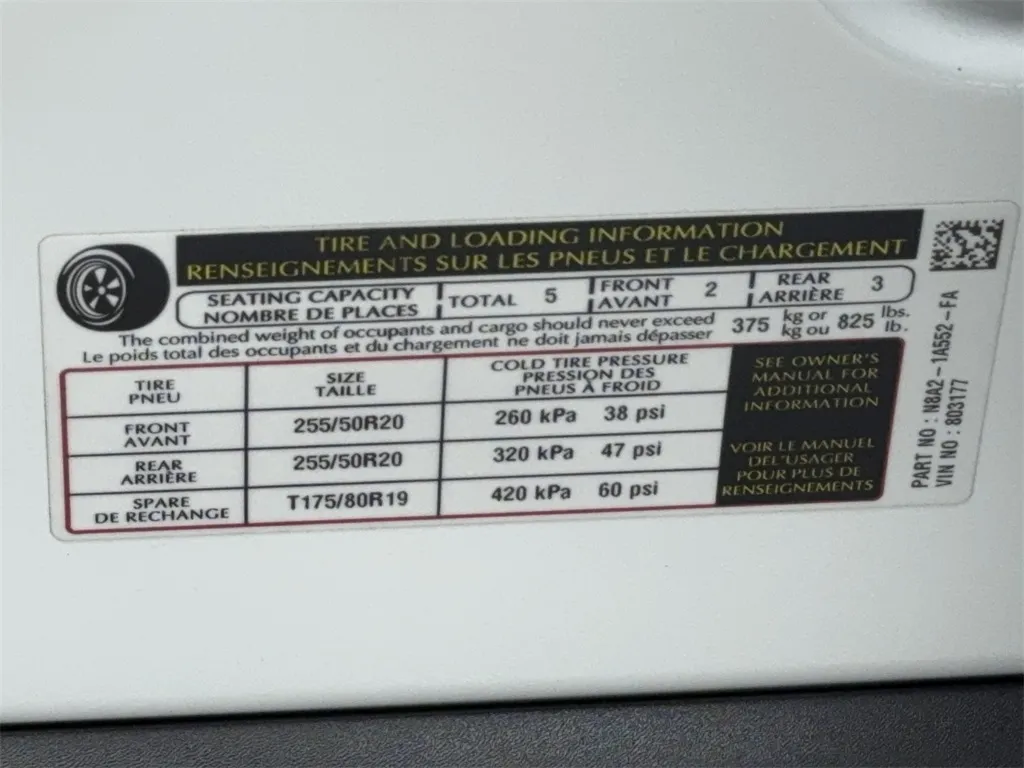 TIRE AND LOADING INFORMATION
RENSEIGNEMENTS SUR LES PNEUS ET LE CHARGEMENT
SEATING CAPACITY
NOMBRE DE PLACES
TOTAL 5
FRONT
AVANT
2
REAR
ARRIÈRE
3
The combined weight of occupants and cargo should never exceed
Le poids total des occupants et du chargement ne doit jamais dépasser
375 kg or 825 lbs.
kg ou lb.
TIRE
PNEU
SIZE
TAILLE
COLD TIRE PRESSURE
PRESSION DES
PNEUS À FROID
FRONT
AVANT
255/50R20
260 kPa 38 psi
REAR
ARRIÈRE
255/50R20
320 kPa 47 psi
SPARE
DE RECHANGE
T175/80R19
420 kPa 60 psi
SEE OWNER'S
MANUAL FOR
ADDITIONAL
INFORMATION
VOIR LE MANUEL
DE L'USAGER
POUR PLUS DE
RENSEIGNEMENTS
PART NO : N8A2-1A552-FA
VIN NO : 803177